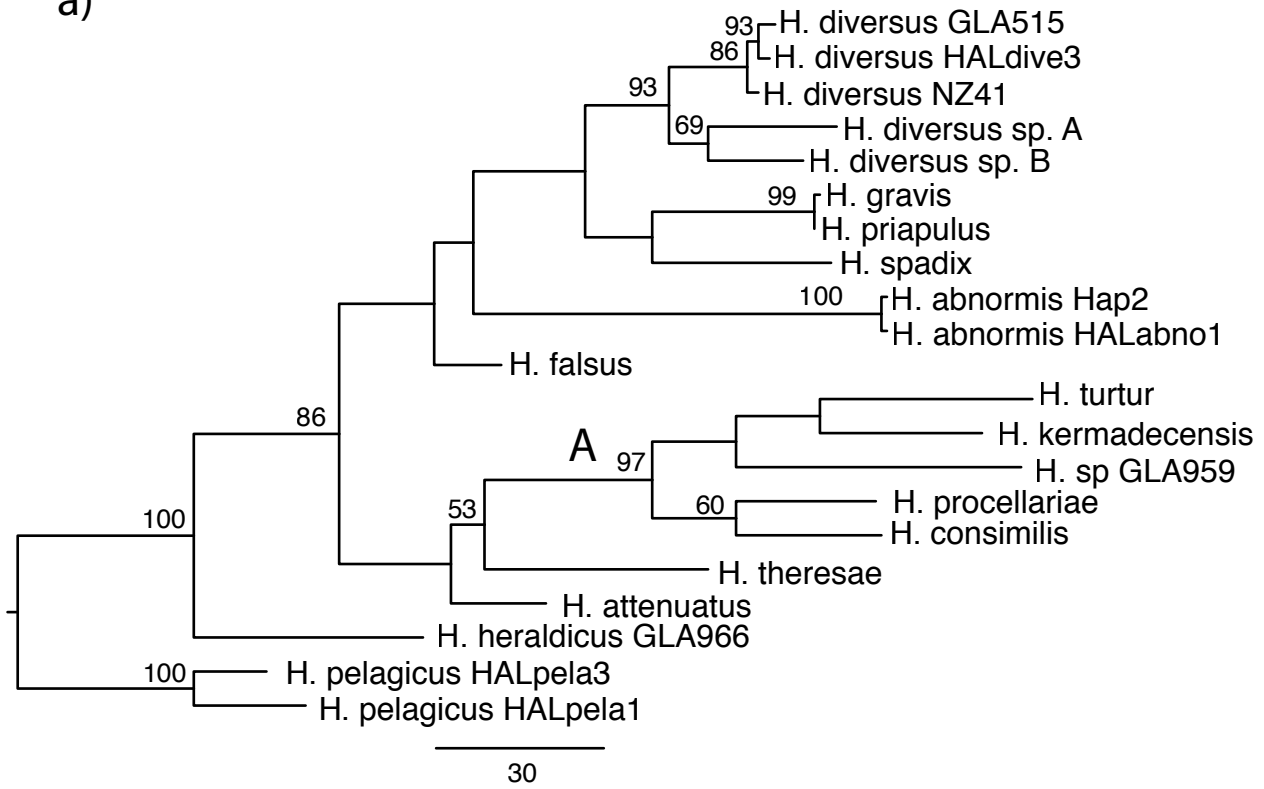 a)
93 H. diversus GLA515
86 H. diversus HALdive3
93 H. diversus NZ41
69 H. diversus sp. A
H. diversus sp. B
99 H. gravis
H. priapulus
H. spadix
100 H. abnormis Hap2
H. abnormis HALabno1
H. falsus
H. turtur
86 A H. kermadecensis
97 H. sp GLA959
53 60 H. procellariae
100 H. consimilis
H. theresae
H. attenuatus
H. heraldicus GLA966
100 H. pelagicus HALpela3
H. pelagicus HALpela1
30